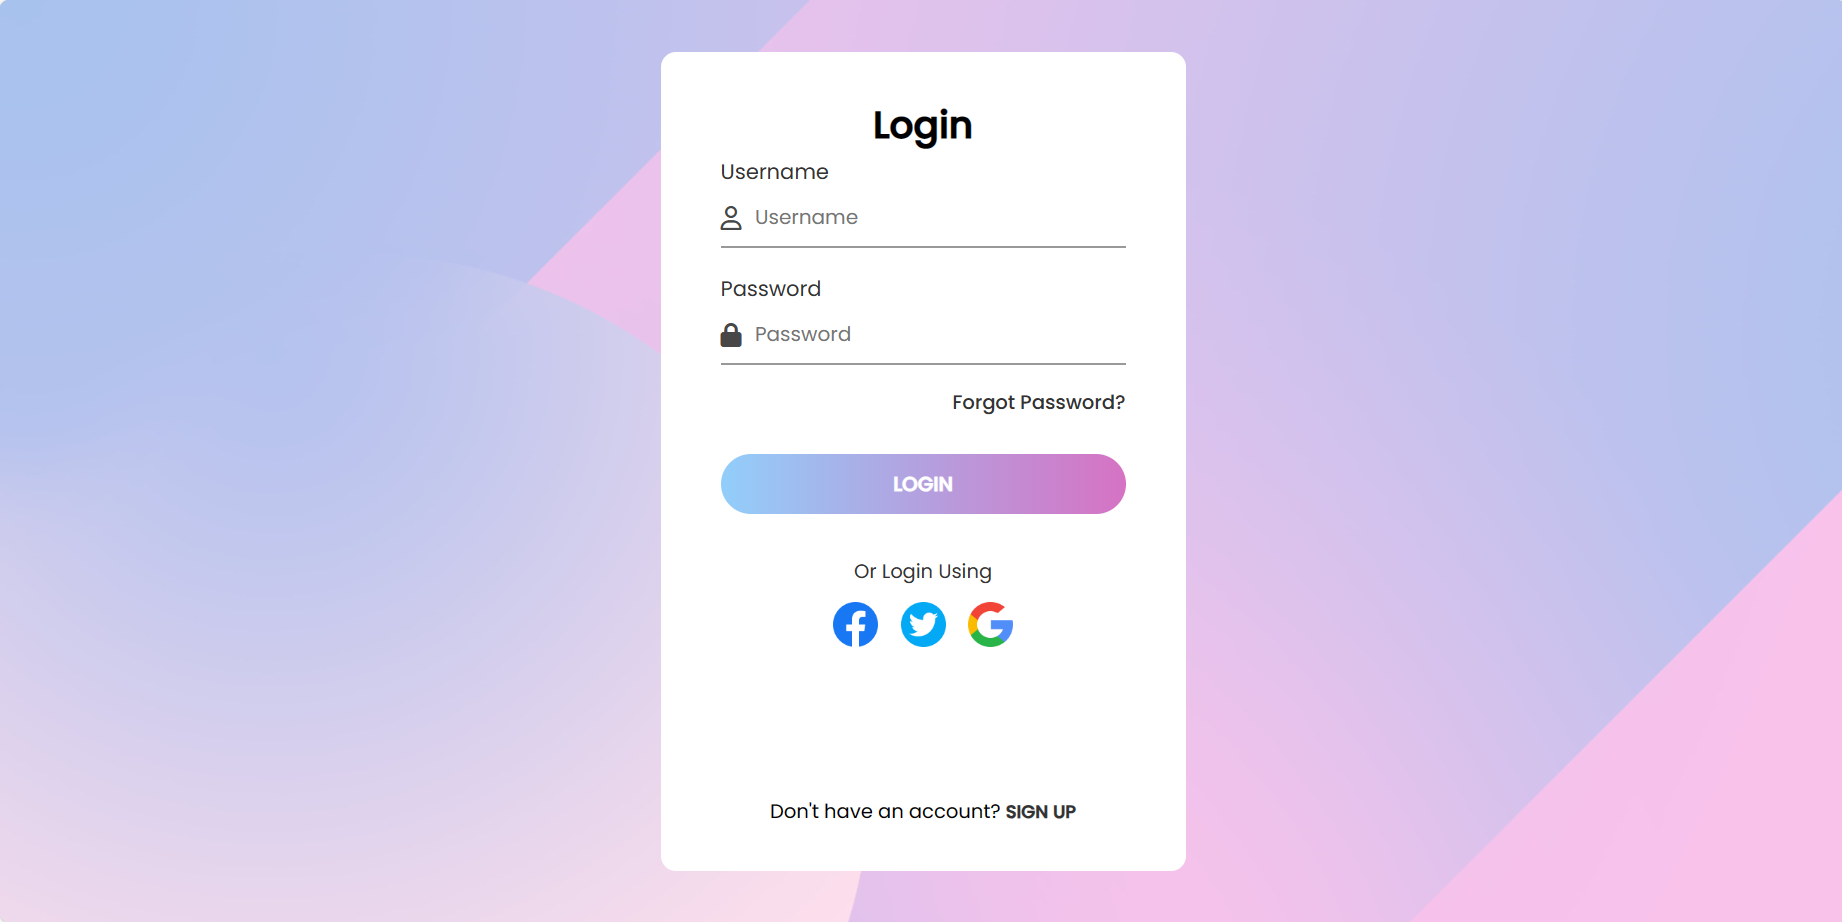 Login
Username
Username
Password
Password
Forgot Password?
LOGIN
Or Login Using
Don't have an account? SIGN UP